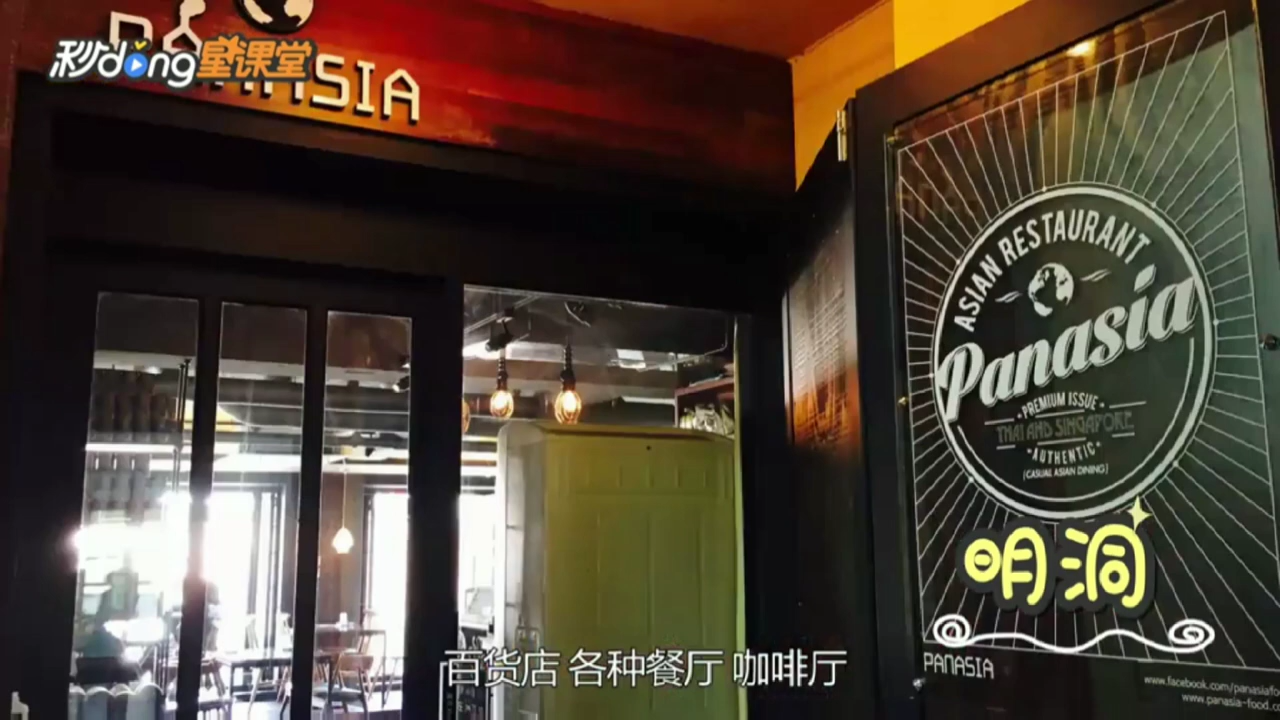 秒dong星课堂
PANASIA
ASIAN RESTAURANT
Panasia
PREMIUM ISSUE
THAI AND SINGAPORE
AUTHENTIC
(CASUAL ASIAN DINING)
明洞
PANASIA
www.facebook.com/panasiafo
www.panasia-food.co
百货店 各种餐厅 咖啡厅